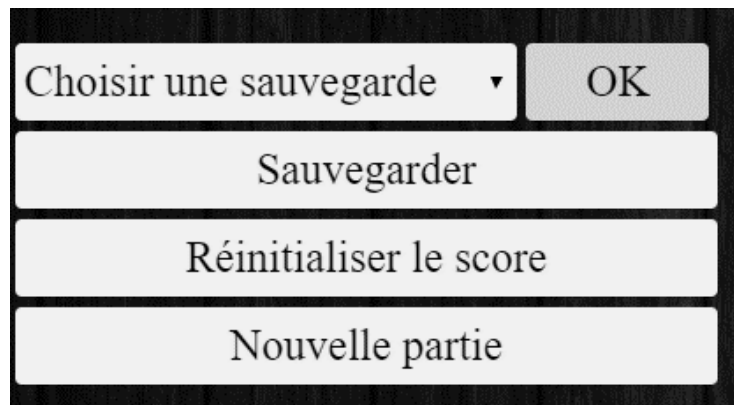 Choisir une sauvegarde OK
Sauvegarder
Réinitialiser le score
Nouvelle partie